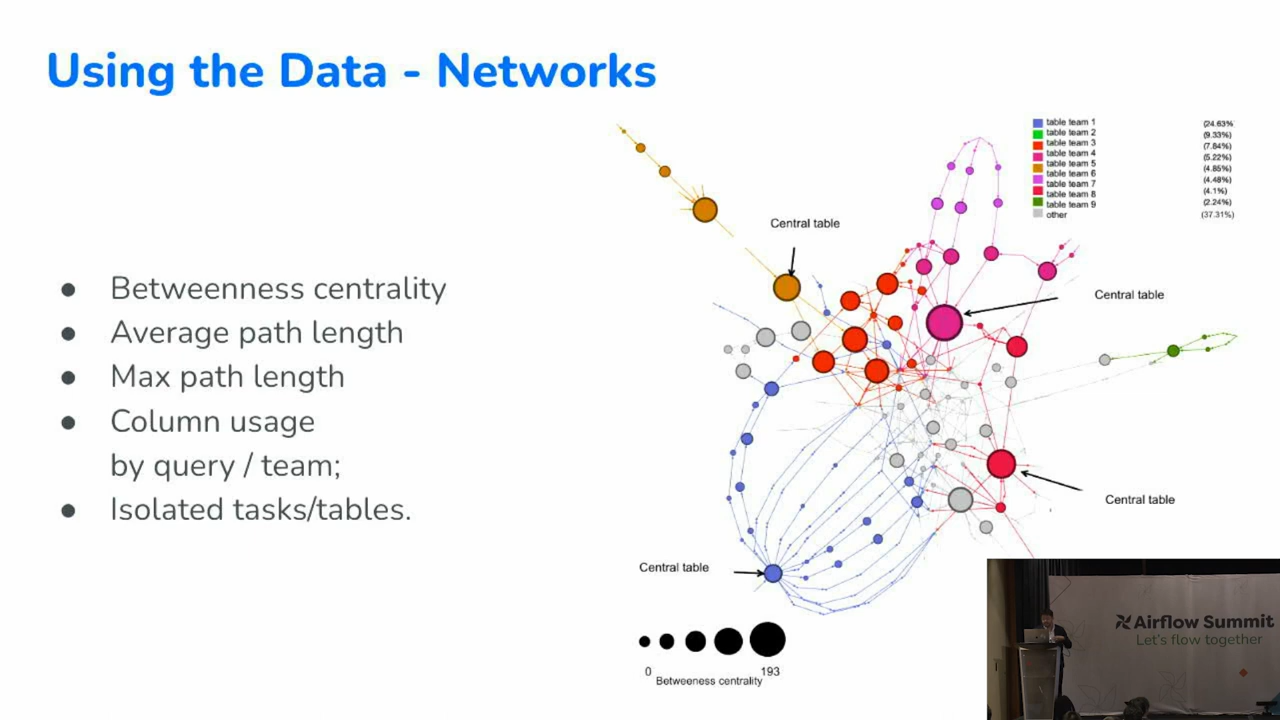 Using the Data - Networks
● Betweenness centrality
● Average path length
● Max path length
● Column usage
by query / team;
● Isolated tasks/tables.
table team 1 (24.63%
table team 2 (9.33%)
table team 3 (7.84%)
table team 4 (5.22%)
table team 5 (4.85%)
table team 6 (4.48%)
table team 7 (4.1%)
table team 8 (2.24%)
table team 9
other (37.31%)
Central table
Central table
Central table
Central table
0 193
Betweeness centrality
Airflow Summit
Let's flow together